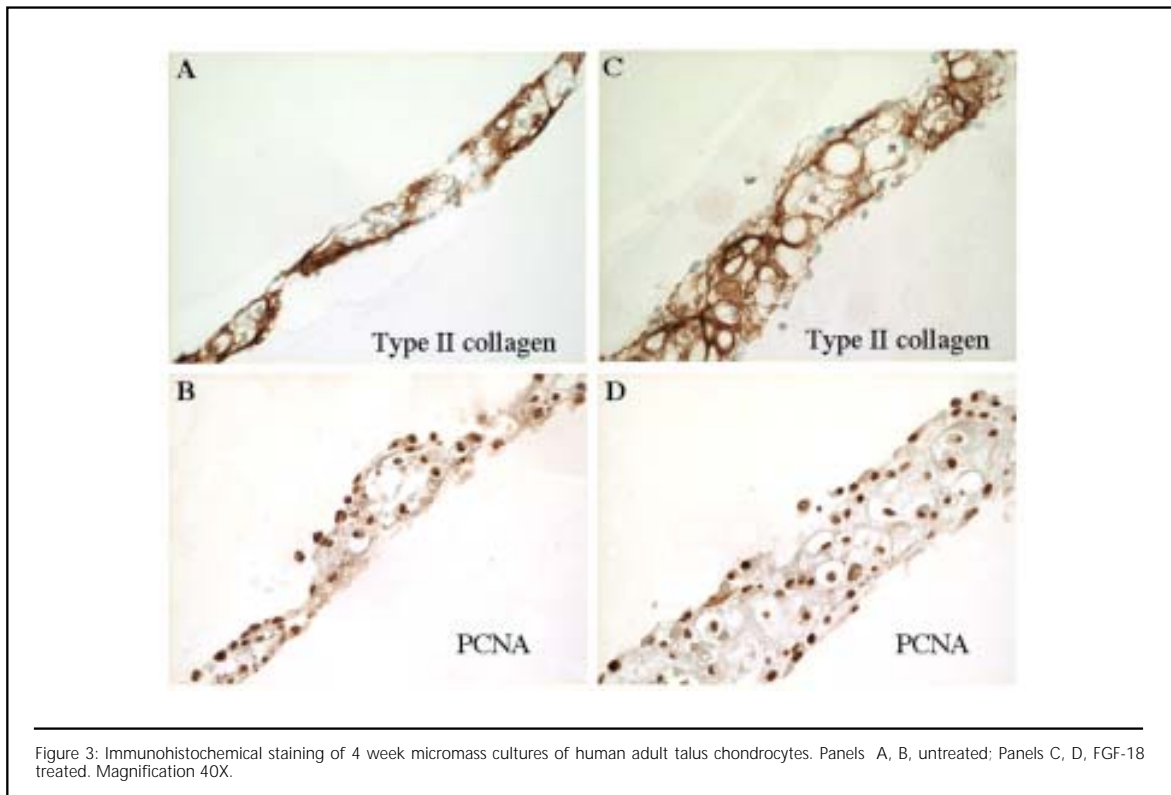 A
C
Type II collagen
Type II collagen
B
D
PCNA
PCNA
Figure 3: Immunohistochemical staining of 4 week micromass cultures of human adult talus chondrocytes. Panels A, B, untreated; Panels C, D, FGF-18
treated. Magnification 40X.